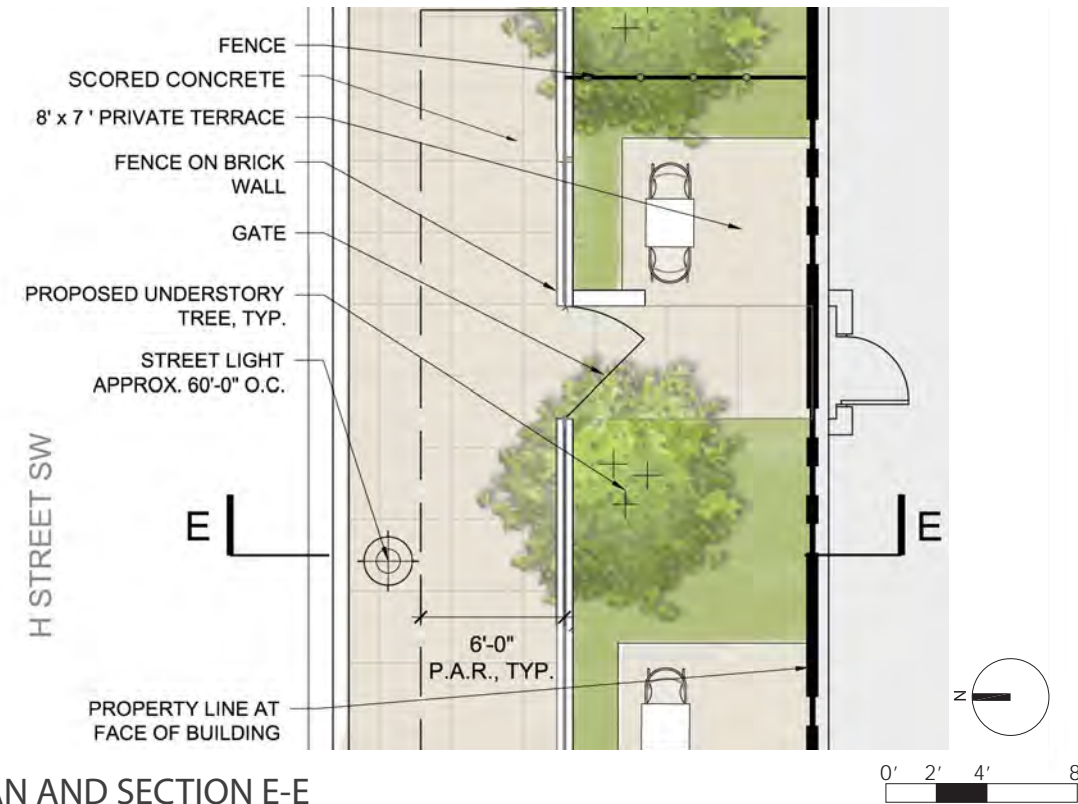 FENCE
SCORED CONCRETE
8' x 7 ' PRIVATE TERRACE
FENCE ON BRICK
WALL
GATE
PROPOSED UNDERSTORY
TREE, TYP.
STREET LIGHT
APPROX. 60'-0" O.C.
H STREET SW
E
E
6'-0"
P.A.R., TYP.
PROPERTY LINE AT
FACE OF BUILDING
N
AN AND SECTION E-E
0' 2' 4' 8